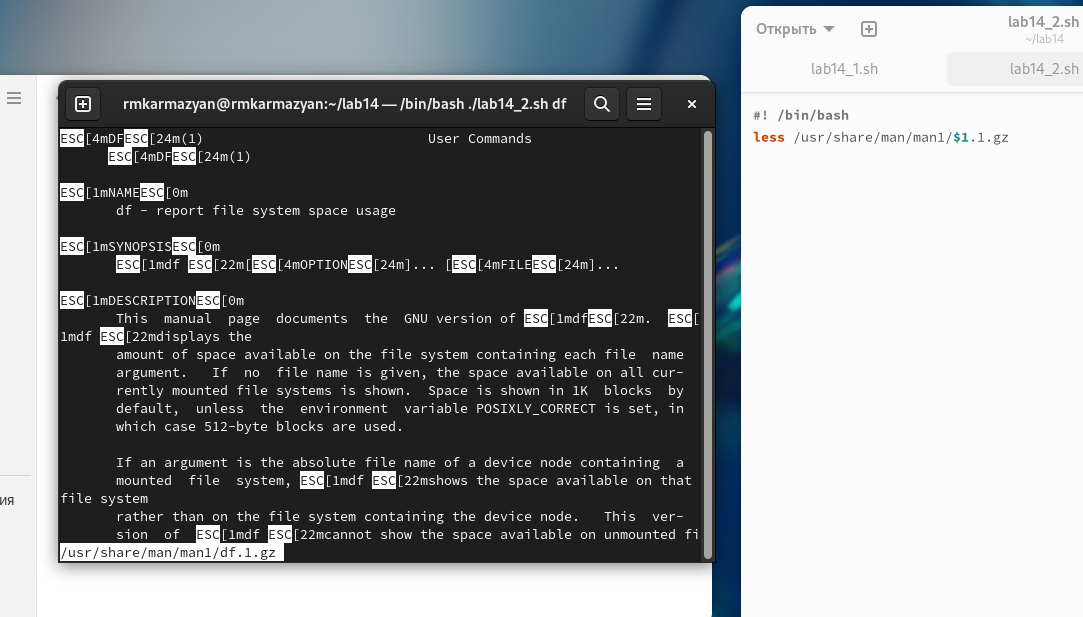 Открыть
lab14_2.sh
~/lab14
lab14_1.sh
lab14_2.sh
#! /bin/bash
less /usr/share/man/man1/$1.1.gz
ия
rmkarmazyan@rmkarmazyan:~/lab14 — /bin/bash ./lab14_2.sh df
ESC[4mDFESC[24m(1)                            User Commands
      ESC[4mDFESC[24m(1)
ESC[1mNAMEESC[0m
       df - report file system space usage
ESC[1mSYNOPSISESC[0m
       ESC[1mdf ESC[22m[ESC[4mOPTIONESC[24m]... [ESC[4mFILEESC[24m]...
ESC[1mDESCRIPTIONESC[0m
       This  manual  page  documents  the  GNU version of ESC[1mdfESC[22m.  ESC[
1mdf ESC[22mdisplays the
       amount of space available on the file system containing each file  name
       argument.   If  no  file name is given, the space available on all cur-
       rently mounted file systems is shown.  Space is shown in 1K  blocks  by
       default,  unless  the  environment  variable POSIXLY_CORRECT is set, in
       which case 512-byte blocks are used.
       If an argument is the absolute file name of a device node containing  a
       mounted  file  system, ESC[1mdf ESC[22mshows the space available on that
file system
       rather than on the file system containing the device node.   This  ver-
       sion  of  ESC[1mdf ESC[22mcannot show the space available on unmounted fi
/usr/share/man/man1/df.1.gz